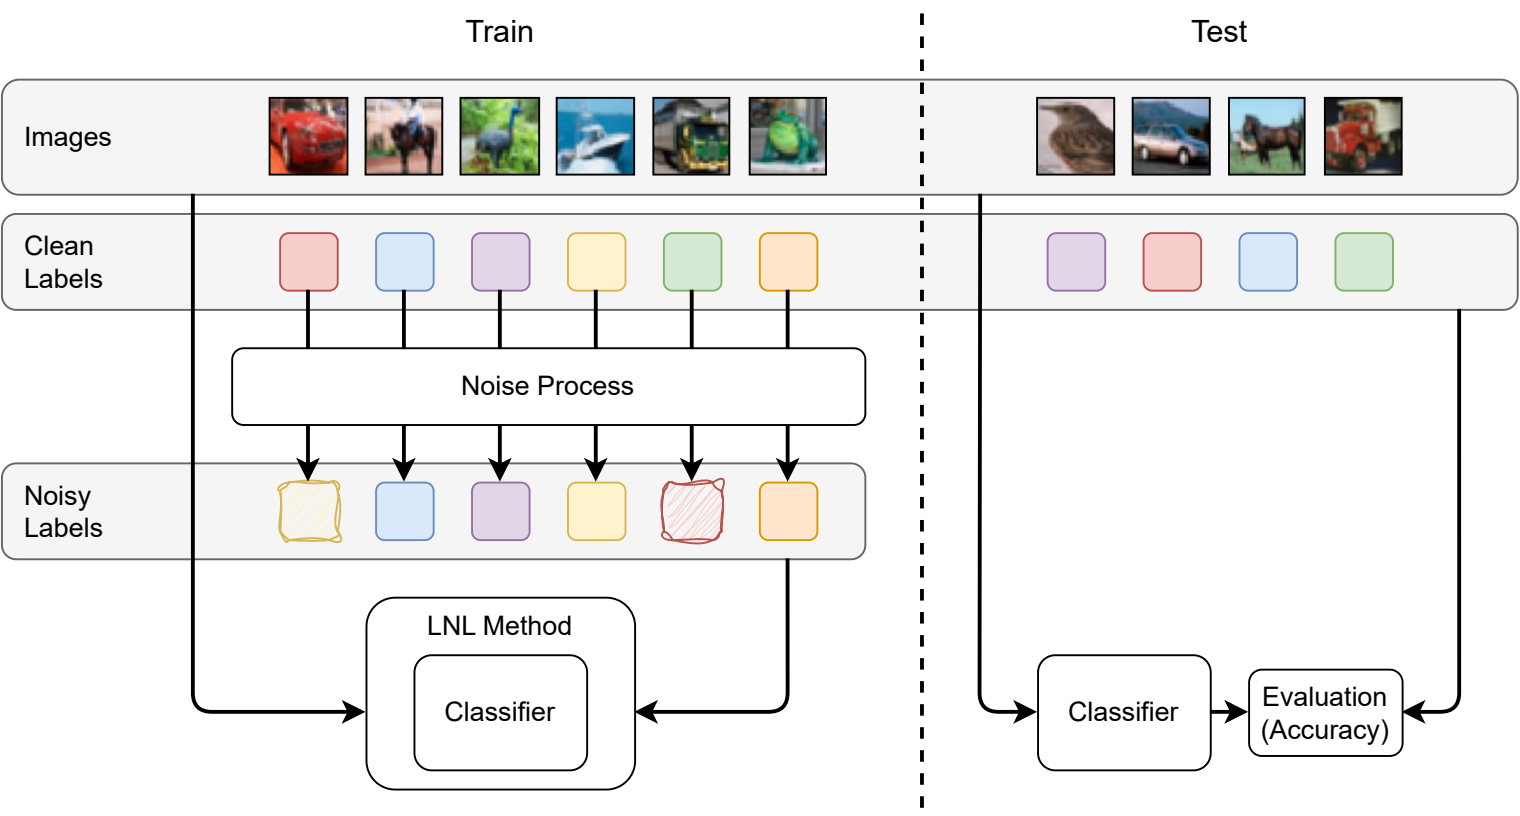 Train
Test
Images
Clean
Labels
Noise Process
Noisy
Labels
LNL Method
Classifier
Classifier
Evaluation
(Accuracy)